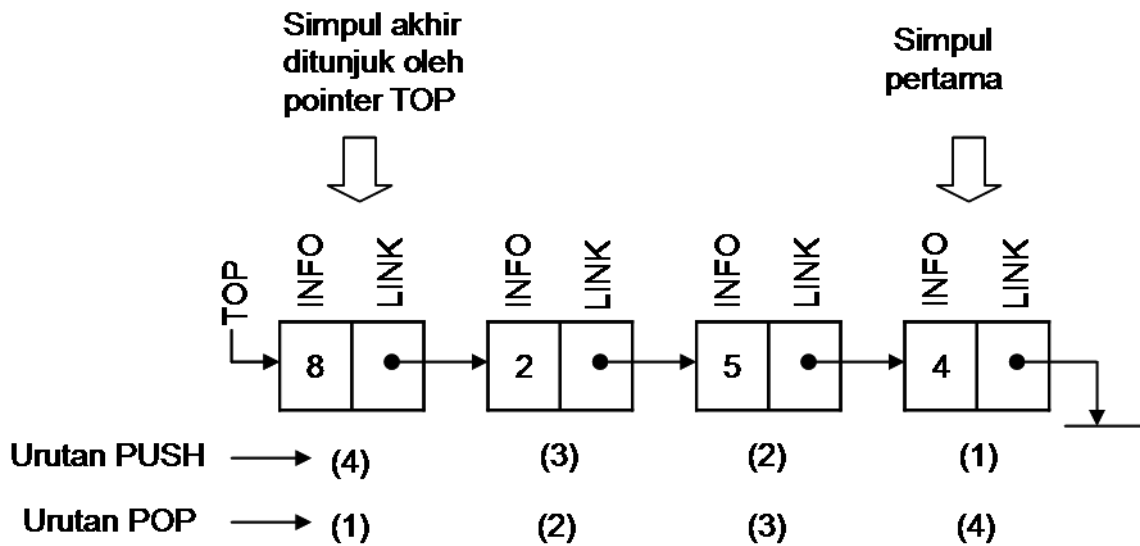 Simpul akhir
ditunjuk oleh
pointer TOP
Simpul
pertama
TOP
INFO LINK INFO LINK INFO LINK INFO LINK
8 2 5 4
Urutan PUSH (4) (3) (2) (1)
Urutan POP (1) (2) (3) (4)